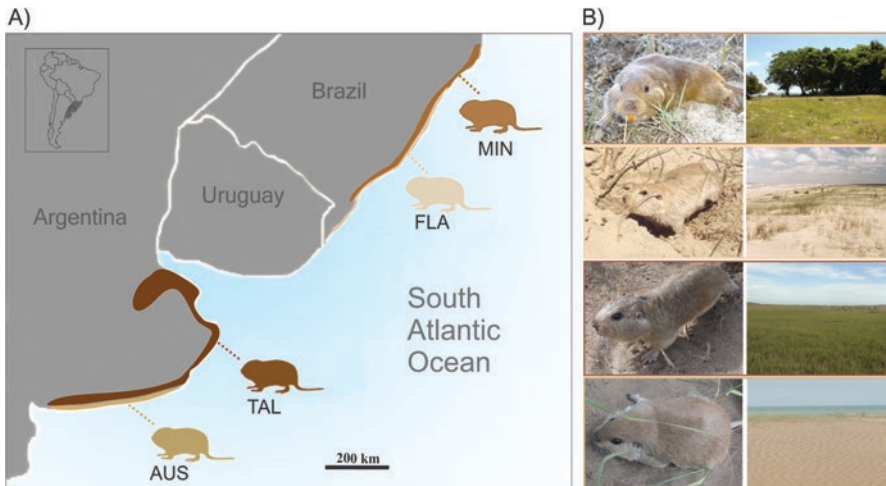 A)
B)
Brazil
MIN
Uruguay
FLA
Argentina
South
Atlantic
Ocean
TAL
AUS
200 km